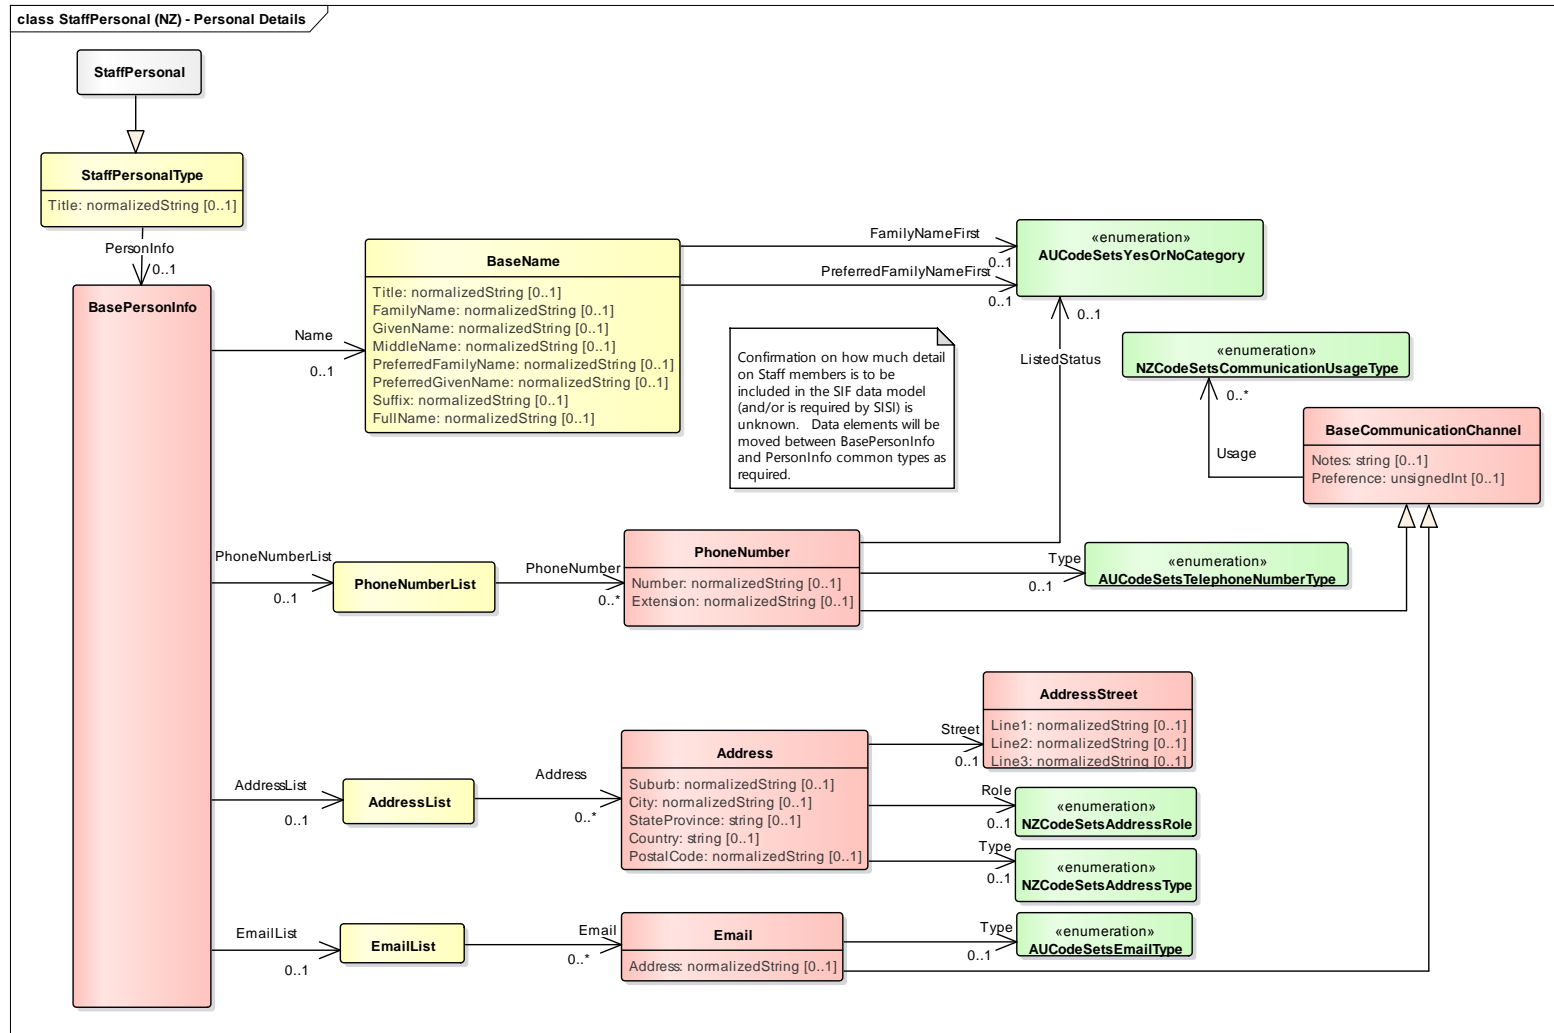 class StaffPersonal (NZ) - Personal Details
StaffPersonal
StaffPersonalType
Title: normalizedString [0..1]
PersonInfo
0..1
BasePersonInfo
Name
0..1
BaseName
Title: normalizedString [0..1]
FamilyName: normalizedString [0..1]
GivenName: normalizedString [0..1]
MiddleName: normalizedString [0..1]
PreferredFamilyName: normalizedString [0..1]
PreferredGivenName: normalizedString [0..1]
Suffix: normalizedString [0..1]
FullName: normalizedString [0..1]
FamilyNameFirst
0..1
PreferredFamilyNameFirst
0..1
«enumeration»
AUCodeSetsYesOrNoCategory
0..1
ListedStatus
Confirmation on how much detail
on Staff members is to be
included in the SIF data model
(and/or is required by SISI) is
unknown. Data elements will be
moved between BasePersonInfo
and PersonInfo common types as
required.
«enumeration»
NZCodeSetsCommunicationUsageType
0..*
Usage
BaseCommunicationChannel
Notes: string [0..1]
Preference: unsignedInt [0..1]
PhoneNumberList
0..1
PhoneNumberList
PhoneNumber
0..*
PhoneNumber
Number: normalizedString [0..1]
Extension: normalizedString [0..1]
Type
0..1
«enumeration»
AUCodeSetsTelephoneNumberType
AddressList
0..1
AddressList
Address
0..*
Address
Suburb: normalizedString [0..1]
City: normalizedString [0..1]
StateProvince: string [0..1]
Country: string [0..1]
PostalCode: normalizedString [0..1]
Street
0..1
AddressStreet
Line1: normalizedString [0..1]
Line2: normalizedString [0..1]
Line3: normalizedString [0..1]
Role
0..1
«enumeration»
NZCodeSetsAddressRole
Type
0..1
«enumeration»
NZCodeSetsAddressType
EmailList
0..1
EmailList
Email
0..*
Email
Address: normalizedString [0..1]
Type
0..1
«enumeration»
AUCodeSetsEmailType